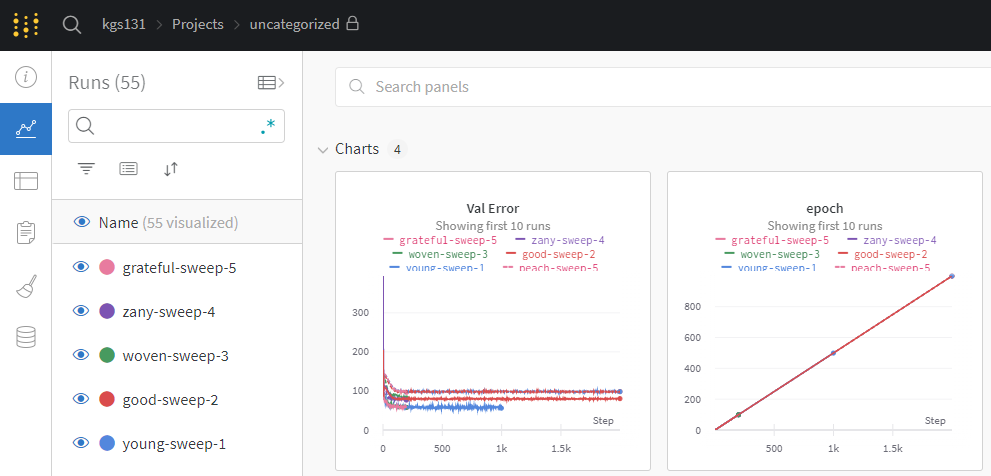 kgs131 > Projects > uncategorized
Runs (55)
Search panels
.*
Charts 4
Name (55 visualized)
grateful-sweep-5
zany-sweep-4
woven-sweep-3
good-sweep-2
young-sweep-1
Val Error
Showing first 10 runs
grateful-sweep-5 zany-sweep-4
woven-sweep-3 good-sweep-2
young-sweep-1 peach-sweep-5
300
200
100
0
Step
0 500 1k 1.5k
epoch
Showing first 10 runs
grateful-sweep-5 zany-sweep-4
woven-sweep-3 good-sweep-2
young-sweep-1 peach-sweep-5
800
600
400
200
0
Step
500 1k 1.5k